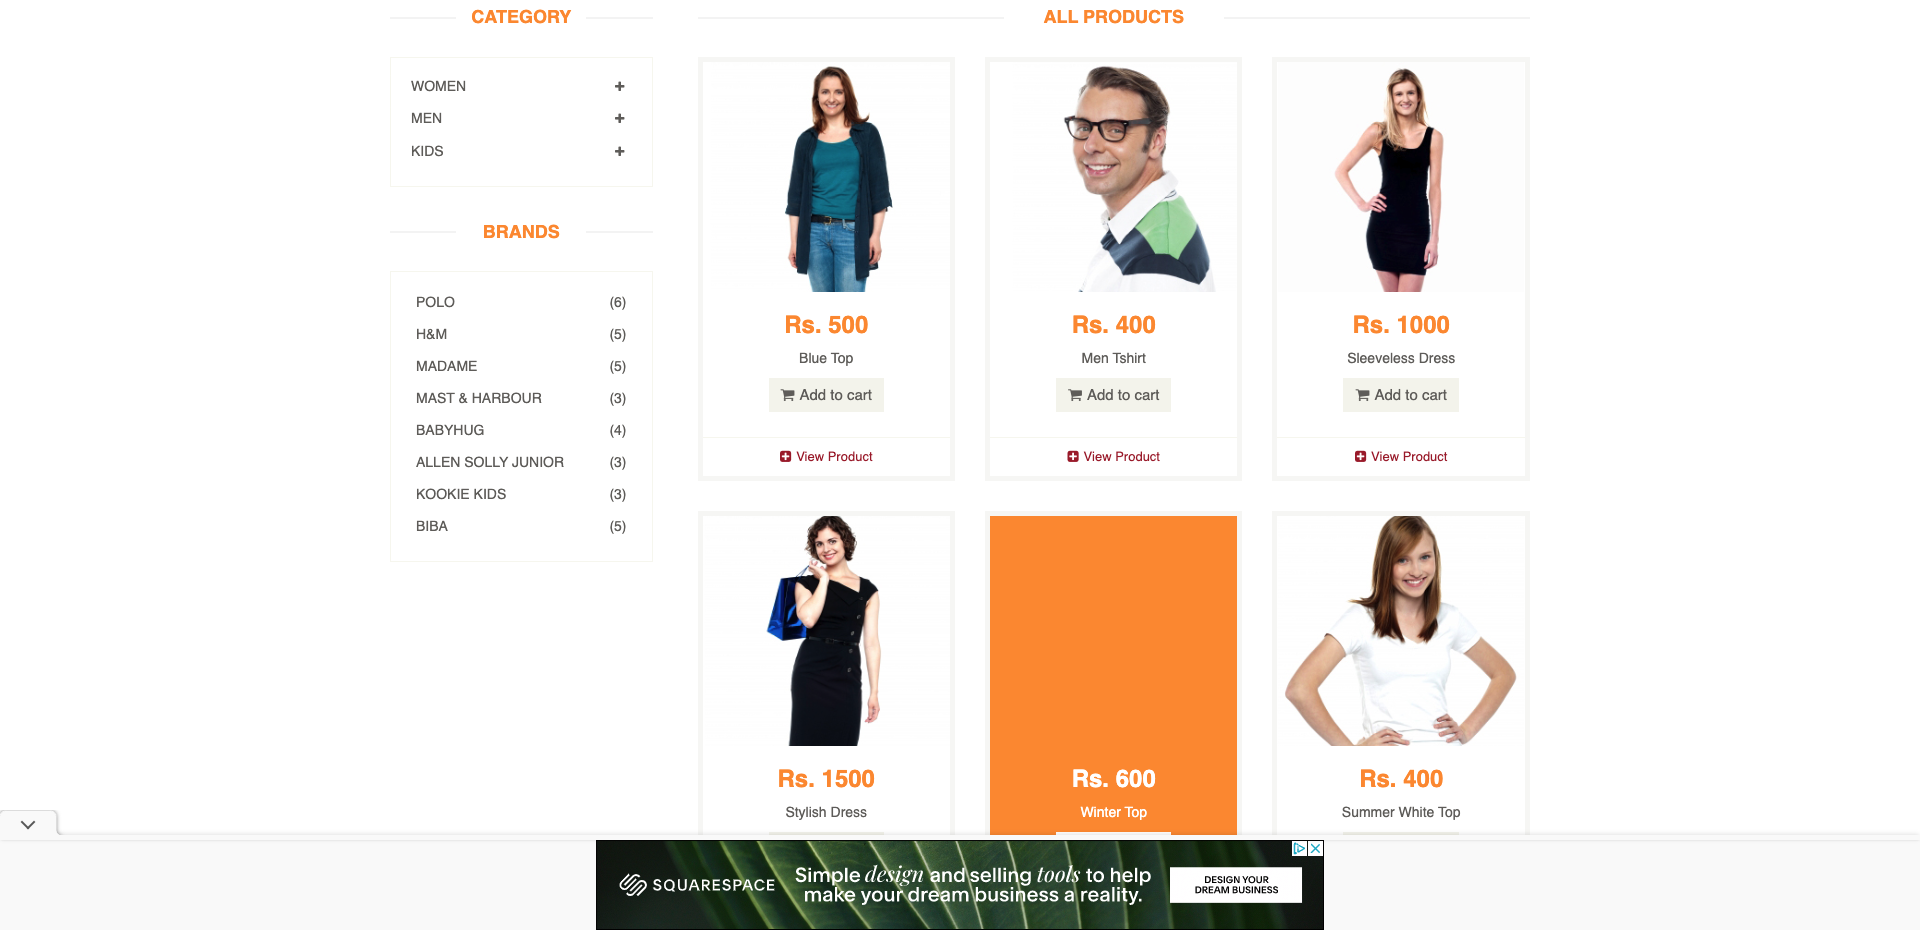 CATEGORY
WOMEN
MEN
KIDS
BRANDS
POLO (6)
H&M (5)
MADAME (5)
MAST & HARBOUR (3)
BABYHUG (4)
ALLEN SOLLY JUNIOR (3)
KOOKIE KIDS (3)
BIBA (5)
ALL PRODUCTS
Rs. 500
Blue Top
Add to cart
View Product
Rs. 400
Men Tshirt
Add to cart
View Product
Rs. 1000
Sleeveless Dress
Add to cart
View Product
Rs. 1500
Stylish Dress
Rs. 600
Winter Top
Rs. 400
Summer White Top
SQUARESPACE
Simple design and selling tools to help
make your dream business a reality.
DESIGN YOUR
DREAM BUSINESS